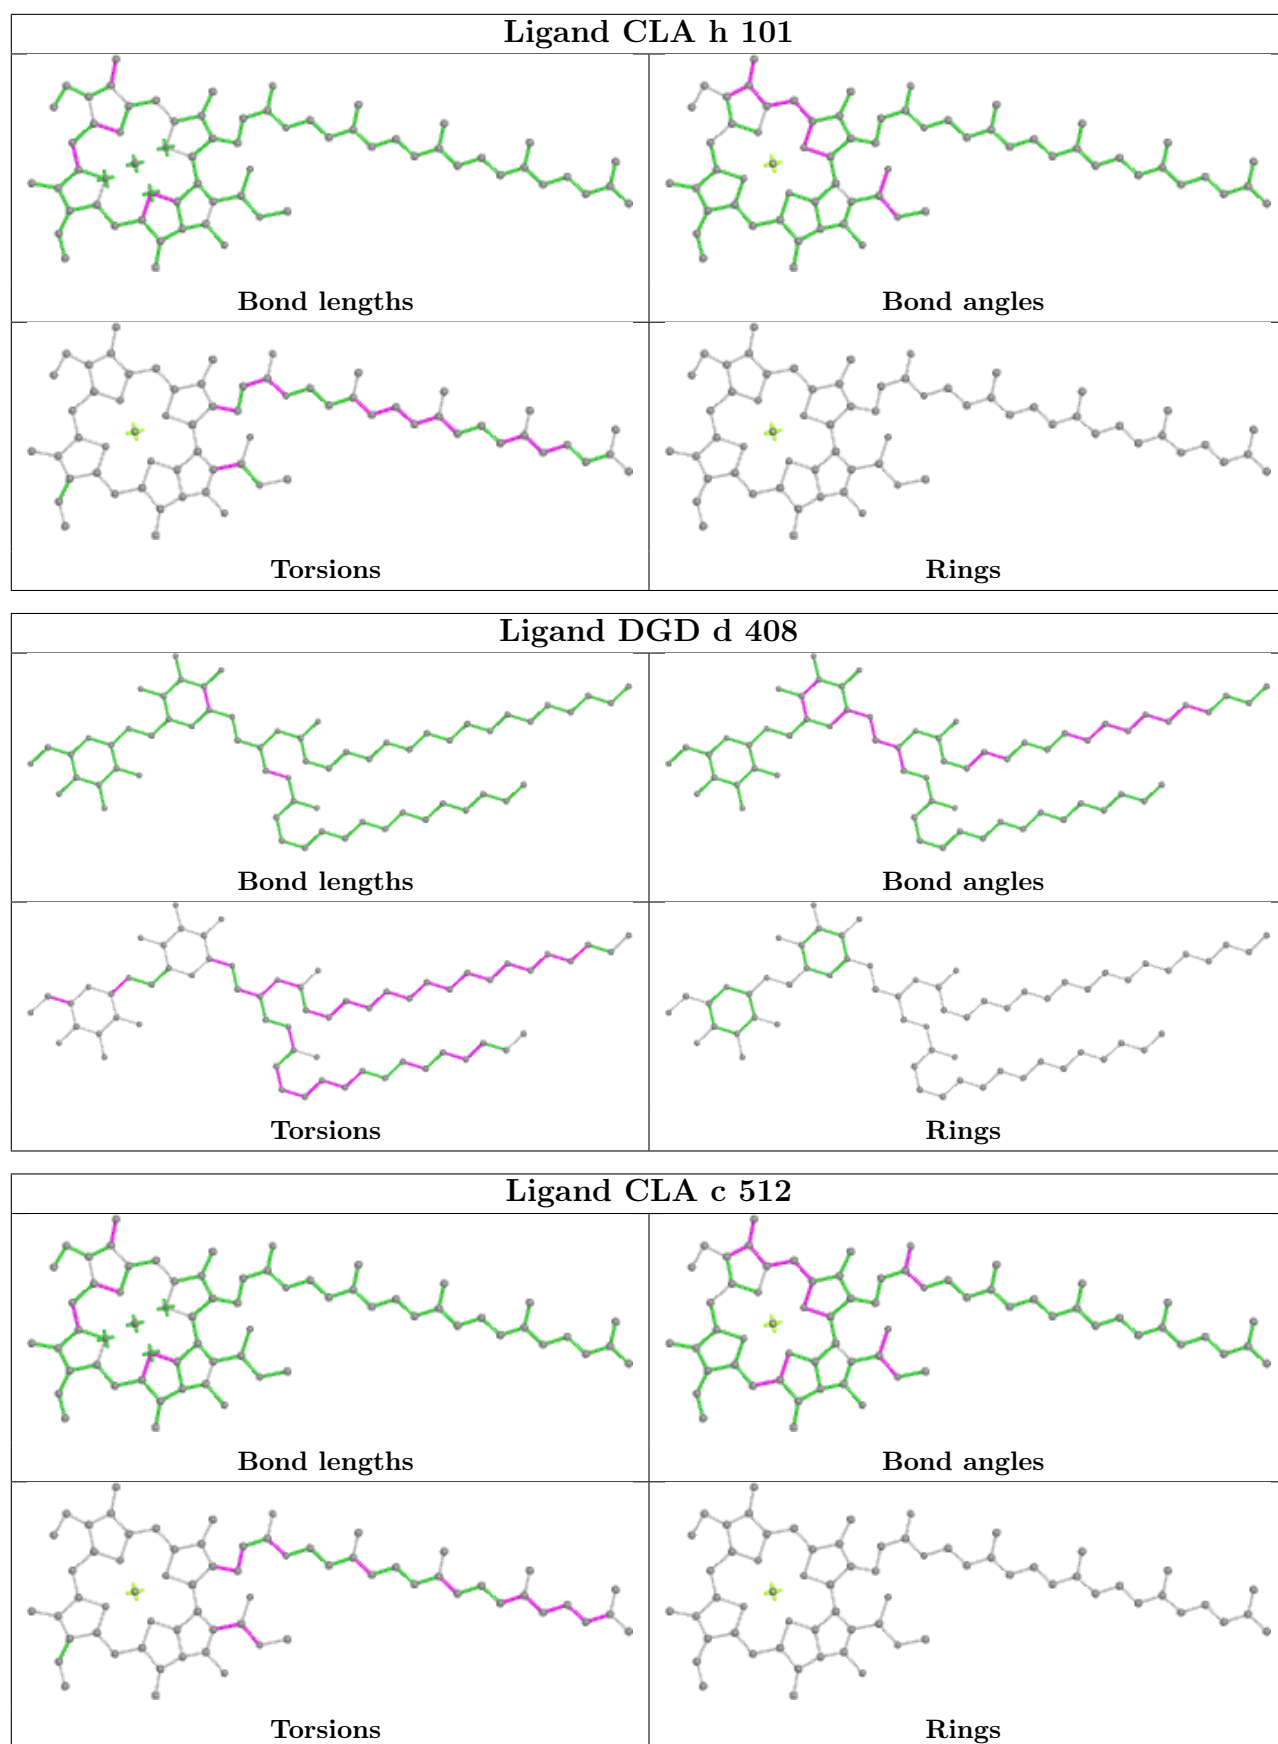 Ligand CLA h 101
Bond lengths
Bond angles
Torsions
Rings
Ligand DGD d 408
Bond lengths
Bond angles
Torsions
Rings
Ligand CLA c 512
Bond lengths
Bond angles
Torsions
Rings